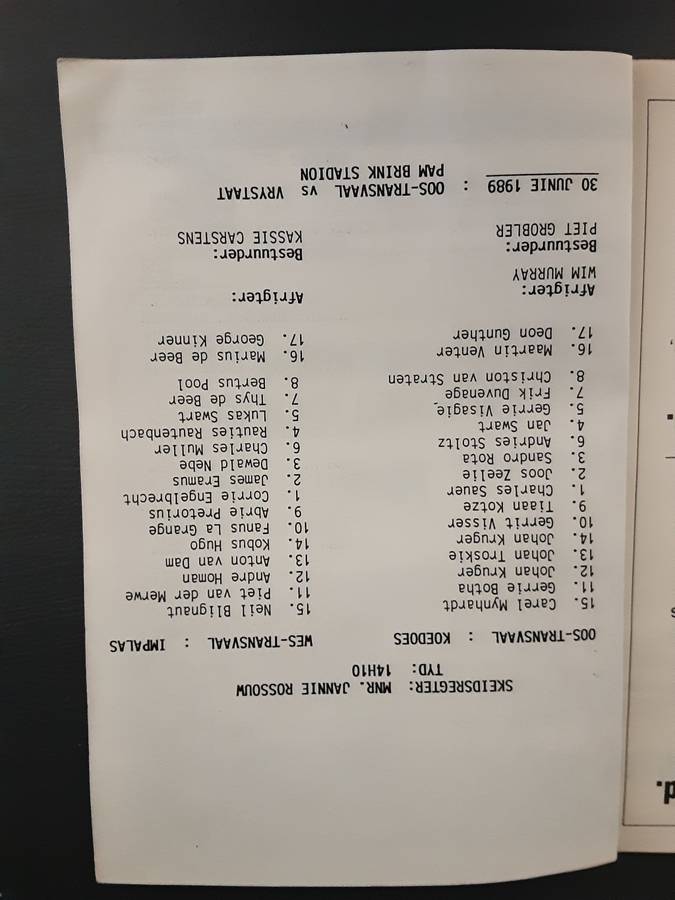 SKEIDSREGTER: MNR. JANNIE ROSSOUW
TYD: 14H10
OOS-TRANSVAAL : KOEDOES WES-TRANSVAAL : IMPALAS
15. Carel Mynhardt 15. Neil Blignaut
11. Gerrie Botha 11. Piet van der Merwe
12. Johan Kruger 12. Andre Homan
13. Johan Troskie 13. Anton van Dam
14. Johan Kruger 14. Kobus Hugo
10. Gerrit Visser 10. Fanus La Grange
9. Tiaan Kotze 9. Abrie Pretorius
1. Charles Sauer 1. Corrie Engelbrecht
2. Joos Zeelie 2. James Eramus
3. Sandro Rota 3. Dewald Nebe
6. Andries Stoltz 6. Charles Muller
4. Jan Swart 4. Rauties Rautenbach
5. Gerrie Visagie 5. Lukas Swart
7. Frik Duvenage 7. Thys de Beer
8. Christon van Straten 8. Bertus Pool
16. Maartin Venter 16. Marius de Beer
17. Deon Gunther 17. George Kinner
Afrigter: Afrigter:
WIM MURRAY
Bestuurder: Bestuurder:
PIET GROBLER KASSIE CARSTENS
30 JUNIE 1989 : OOS-TRANSVAAL vs VRYSTAAT
PAM BRINK STADION